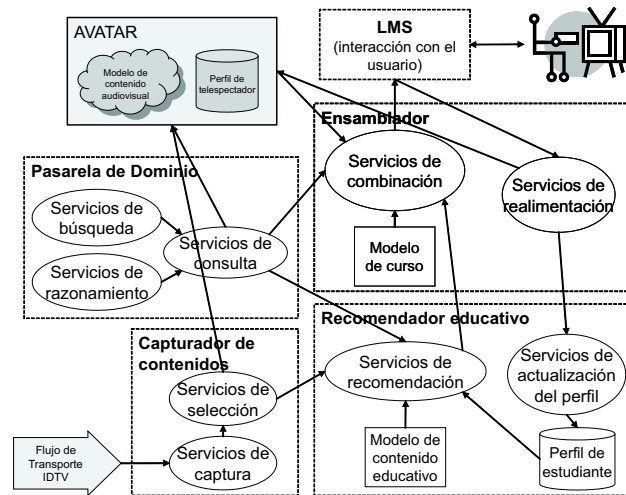 AVATAR
Modelo de
contenido
audiovisual
Perfil de
telespectador
LMS
(interacción con el
usuario)
Ensamblador
Servicios de
combinación
Servicios de
realimentación
Modelo
de curso
Pasarela de Dominio
Servicios de
búsqueda
Servicios de
consulta
Servicios de
razonamiento
Capturador de
contenidos
Servicios de
selección
Servicios de
captura
Flujo de
Transporte
IDTV
Recomendador educativo
Servicios de
recomendación
Servicios de
actualización
del perfil
Modelo de
contenido
educativo
Perfil de
estudiante